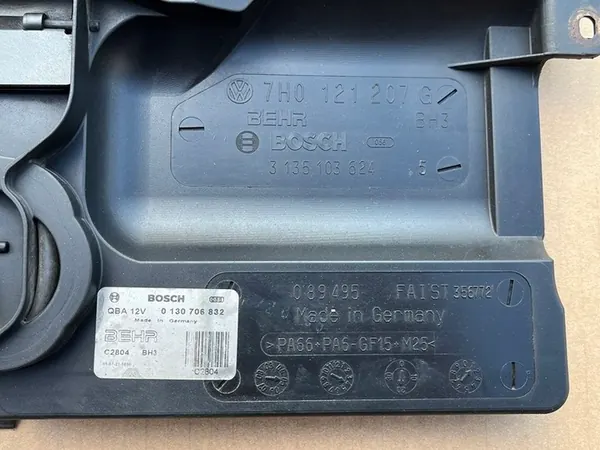 7H0 121 207 G
BEHR BH3
BOSCH
3 136 103 624 5
089495 FAIST 356772
Made in Germany
>PA66+PA6-GF15·M25<
BOSCH
QBA 12V 0 130 706 832
Made in Germany
BEHR
C2804 BH3
C2804